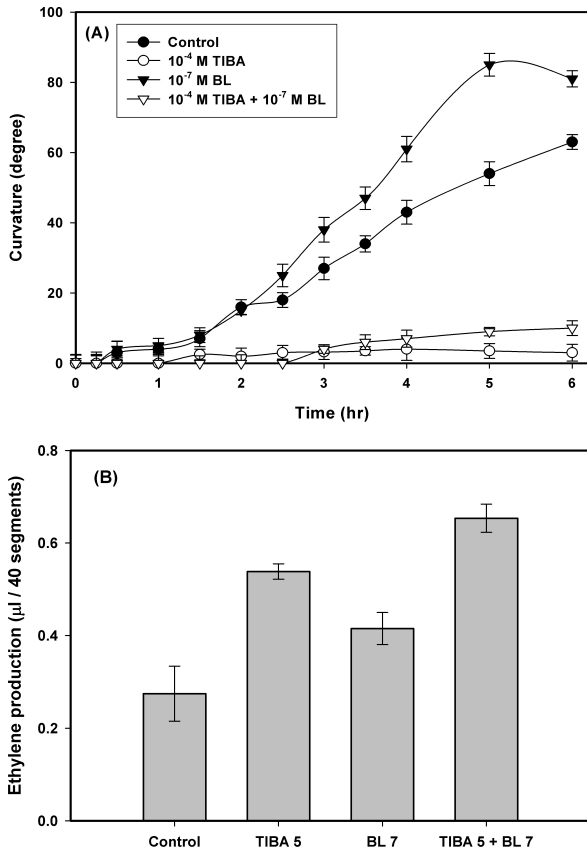 (A)
Control
10⁻⁴ M TIBA
10⁻⁷ M BL
10⁻⁴ M TIBA + 10⁻⁷ M BL
Curvature (degree)
100
80
60
40
20
0
0 1 2 3 4 5 6
Time (hr)
(B)
Ethylene production (µl / 40 segments)
0.8
0.6
0.4
0.2
0.0
Control TIBA 5 BL 7 TIBA 5 + BL 7